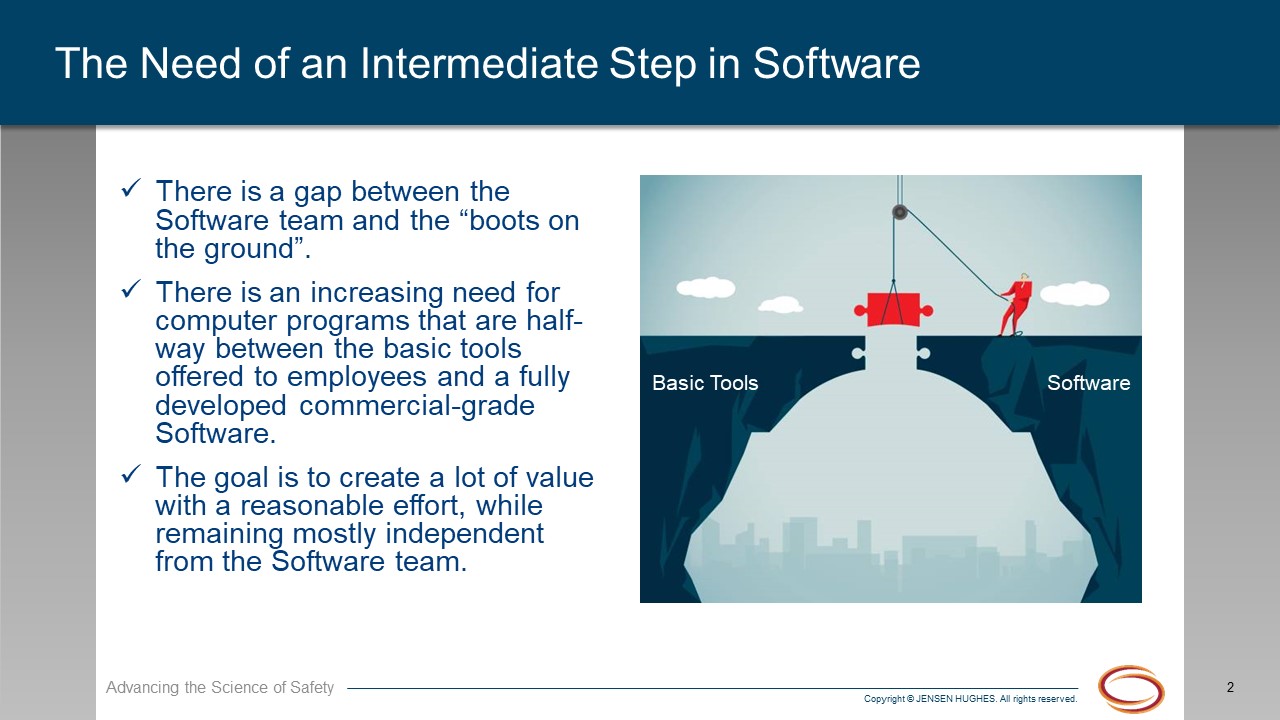 The Need of an Intermediate Step in Software
✓ There is a gap between the
Software team and the “boots on
the ground”.
✓ There is an increasing need for
computer programs that are half-
way between the basic tools
offered to employees and a fully
developed commercial-grade
Software.
✓ The goal is to create a lot of value
with a reasonable effort, while
remaining mostly independent
from the Software team.
Basic Tools
Software
Advancing the Science of Safety
Copyright © JENSEN HUGHES. All rights reserved.
2